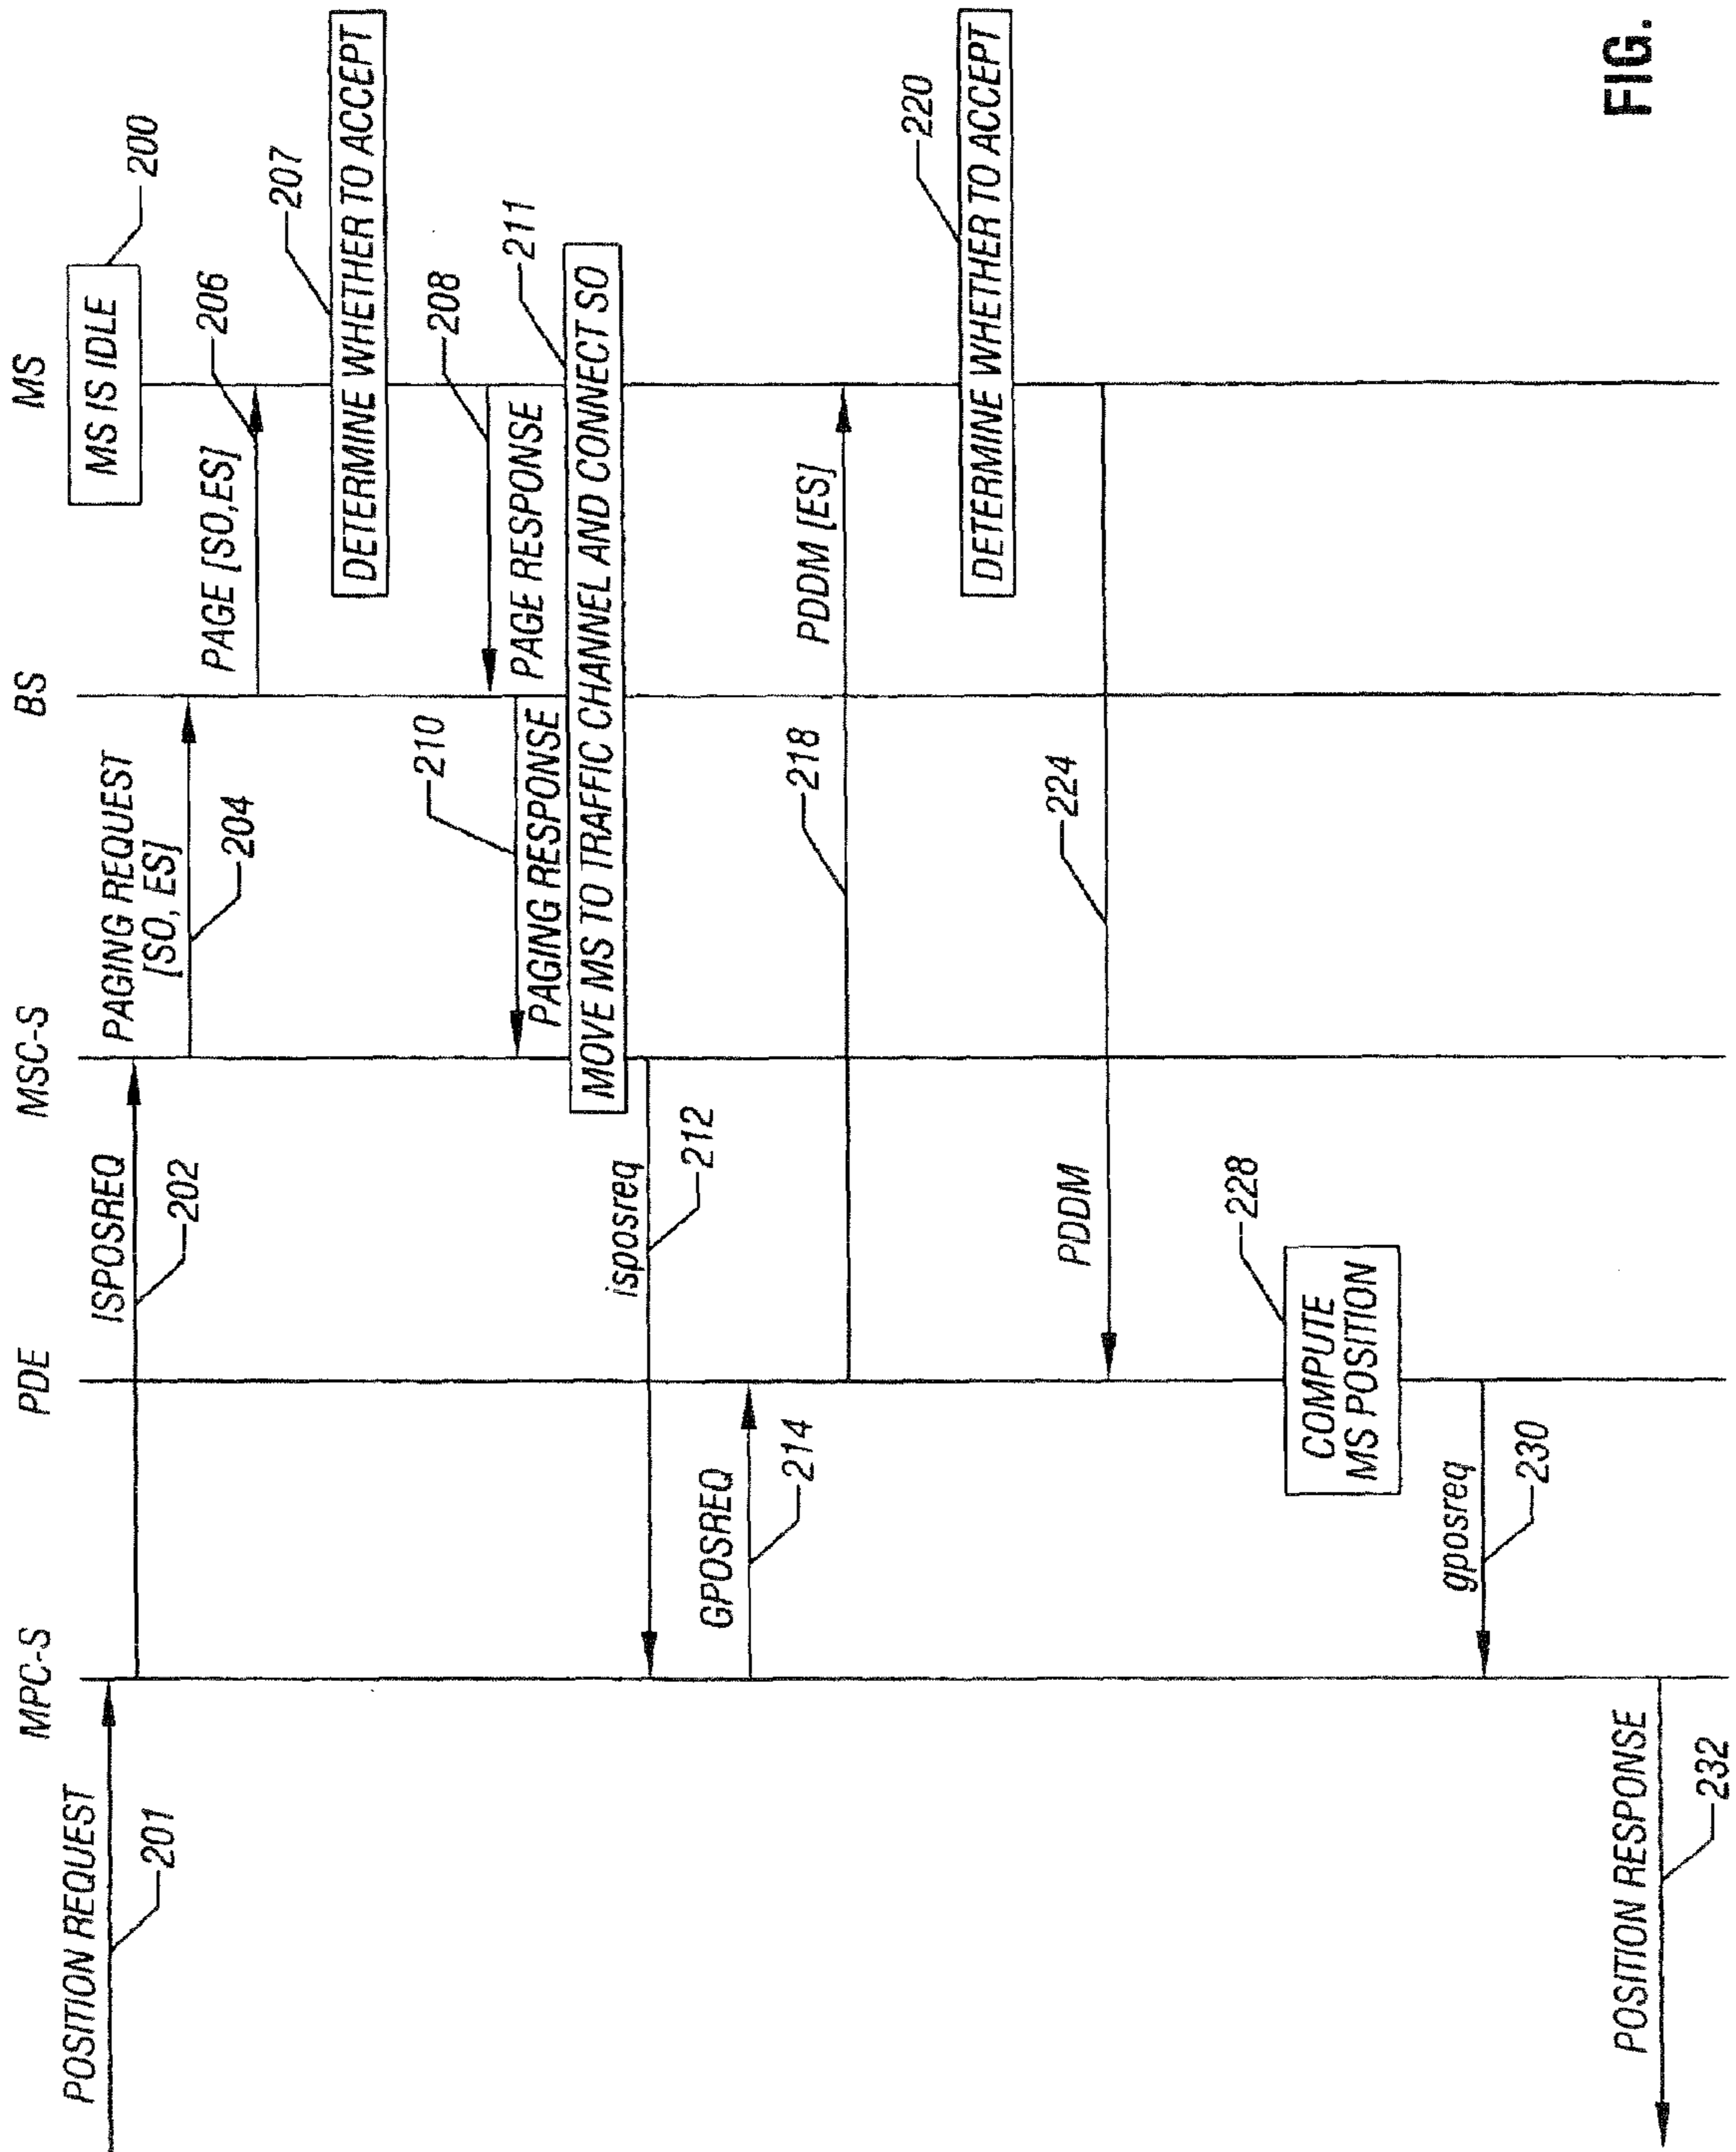 MPC-S
PDE
MSC-S
BS
MS
POSITION REQUEST
201
ISPOSREQ
202
PAGING REQUEST
[SO, ES]
204
MS IS IDLE
200
PAGE [SO,ES]
206
DETERMINE WHETHER TO ACCEPT
207
PAGE RESPONSE
208
PAGING RESPONSE
210
MOVE MS TO TRAFFIC CHANNEL AND CONNECT SO
211
isposreq
212
GPOSREQ
214
PDDM [ES]
218
DETERMINE WHETHER TO ACCEPT
220
PDDM
224
COMPUTE
MS POSITION
228
gposreq
230
POSITION RESPONSE
232
FIG.